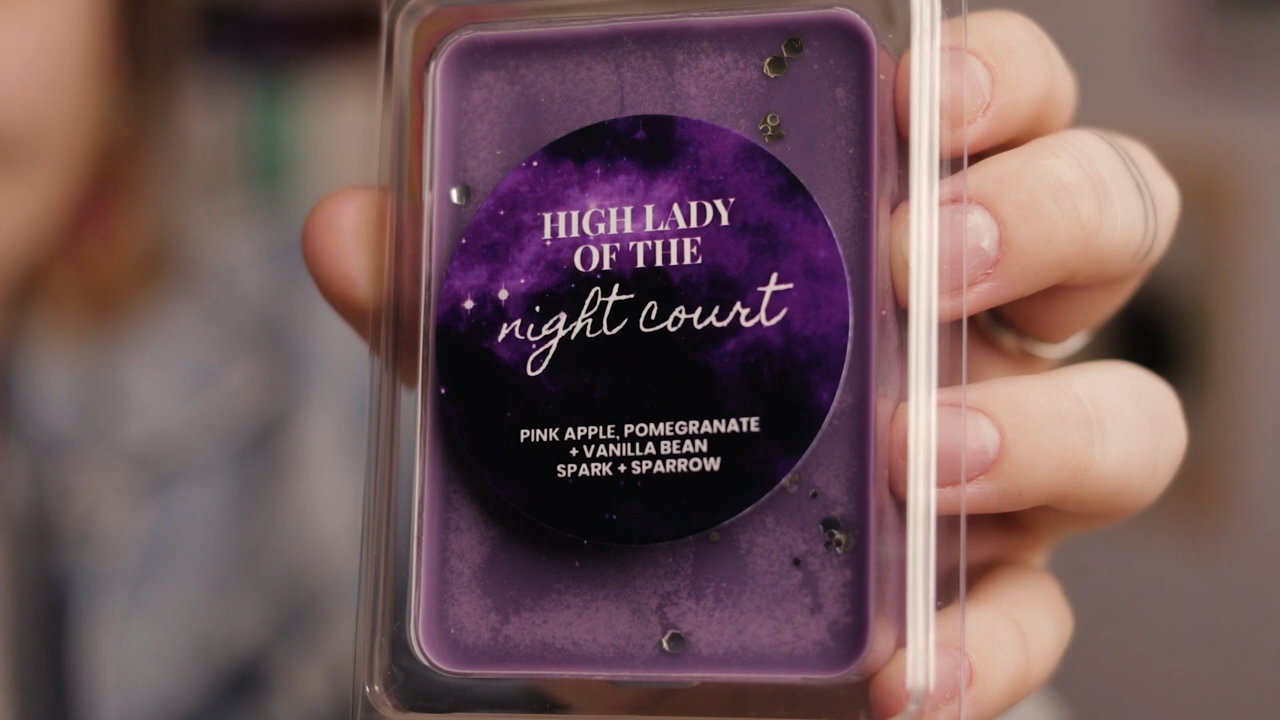 HIGH LADY
OF THE
night court
PINK APPLE, POMEGRANATE
+ VANILLA BEAN
SPARK + SPARROW